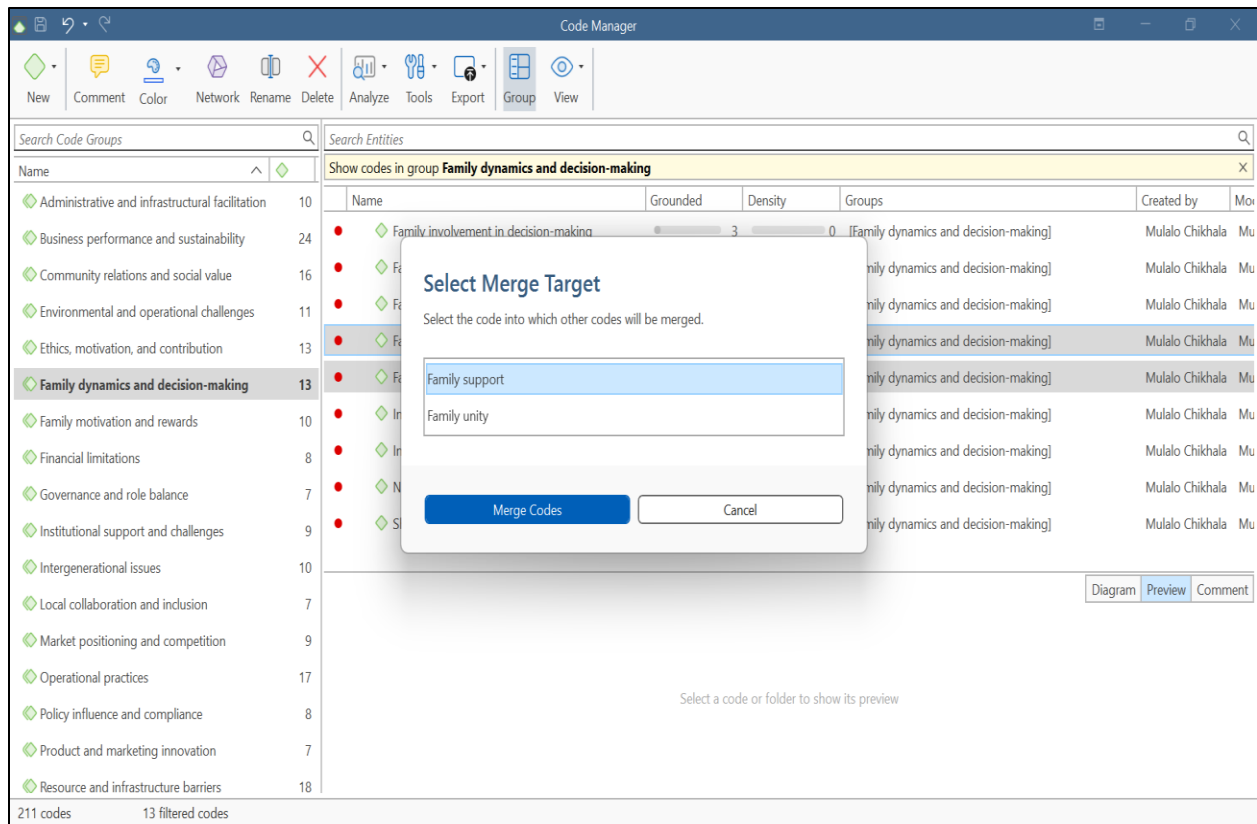 Code Manager
New Comment Color Network Rename Delete Analyze Tools Export Group View
Search Code Groups
Search Entities
Name
Show codes in group Family dynamics and decision-making X
Name Grounded Density Groups Created by
Administrative and infrastructural facilitation 10
Business performance and sustainability 24
Community relations and social value 16
Environmental and operational challenges 11
Ethics, motivation, and contribution 13
Family dynamics and decision-making 13
Family motivation and rewards 10
Financial limitations 8
Governance and role balance 7
Institutional support and challenges 9
Intergenerational issues 10
Local collaboration and inclusion 7
Market positioning and competition 9
Operational practices 17
Policy influence and compliance 8
Product and marketing innovation 7
Resource and infrastructure barriers 18
Family involvement in decision-making 3 0 [Family dynamics and decision-making] Mulalo Chikhala Mu
mily dynamics and decision-making] Mulalo Chikhala Mu
mily dynamics and decision-making] Mulalo Chikhala Mu
mily dynamics and decision-making] Mulalo Chikhala Mu
mily dynamics and decision-making] Mulalo Chikhala Mu
mily dynamics and decision-making] Mulalo Chikhala Mu
mily dynamics and decision-making] Mulalo Chikhala Mu
mily dynamics and decision-making] Mulalo Chikhala Mu
mily dynamics and decision-making] Mulalo Chikhala Mu
Select Merge Target
Select the code into which other codes will be merged.
Family support
Family unity
Merge Codes Cancel
Diagram Preview Comment
Select a code or folder to show its preview
211 codes 13 filtered codes